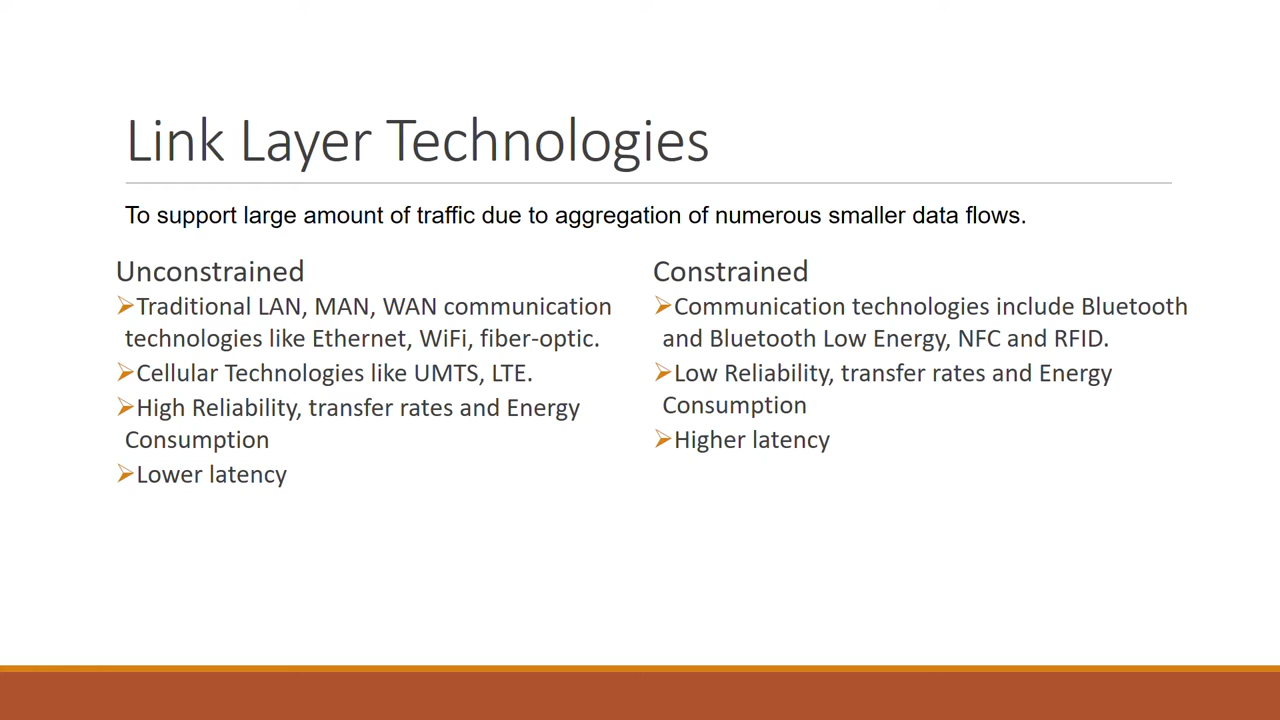 Link Layer Technologies
To support large amount of traffic due to aggregation of numerous smaller data flows.
Unconstrained
➢Traditional LAN, MAN, WAN communication
technologies like Ethernet, WiFi, fiber-optic.
➢Cellular Technologies like UMTS, LTE.
➢High Reliability, transfer rates and Energy
Consumption
➢Lower latency
Constrained
➢Communication technologies include Bluetooth
and Bluetooth Low Energy, NFC and RFID.
➢Low Reliability, transfer rates and Energy
Consumption
➢Higher latency